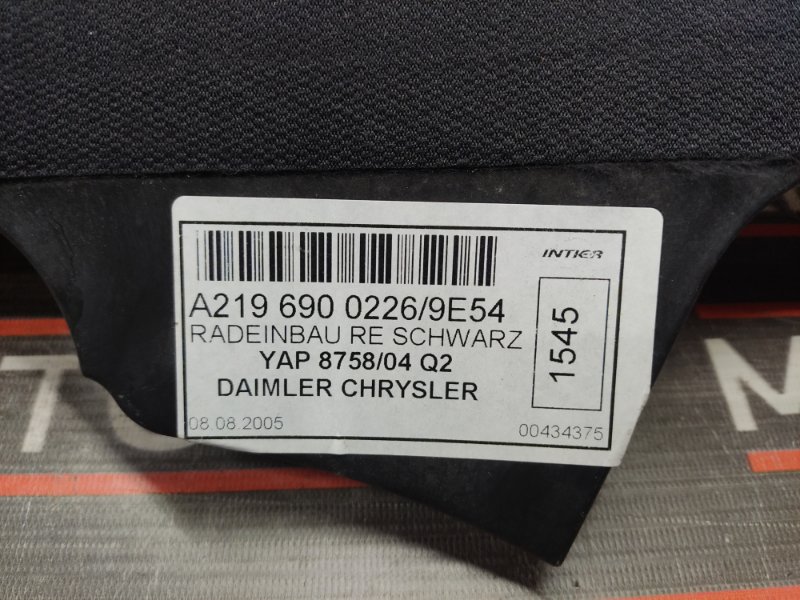 INTIER
A219 690 0226/9E54
RADEINBAU RE SCHWARZ
YAP 8758/04 Q2
DAIMLER CHRYSLER
1545
08.08.2005
00434375
TO
M